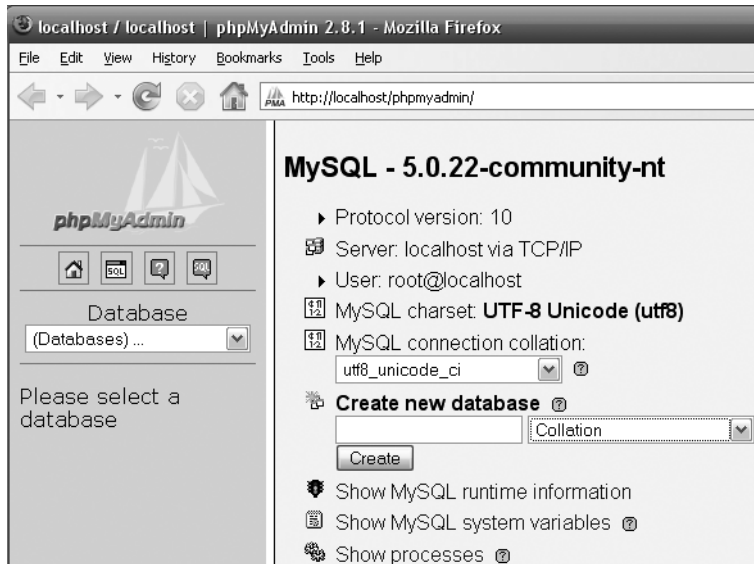 localhost / localhost | phpMyAdmin 2.8.1 - Mozilla Firefox
File Edit View History Bookmarks Tools Help
PMA http://localhost/phpmyadmin/
phpMyAdmin
SQL ? SQL
Database
(Databases) ...
Please select a
database
MySQL - 5.0.22-community-nt
Protocol version: 10
Server: localhost via TCP/IP
User: root@localhost
MySQL charset: UTF-8 Unicode (utf8)
MySQL connection collation:
utf8_unicode_ci ?
Create new database ?
Collation
Create
Show MySQL runtime information
Show MySQL system variables ?
Show processes ?